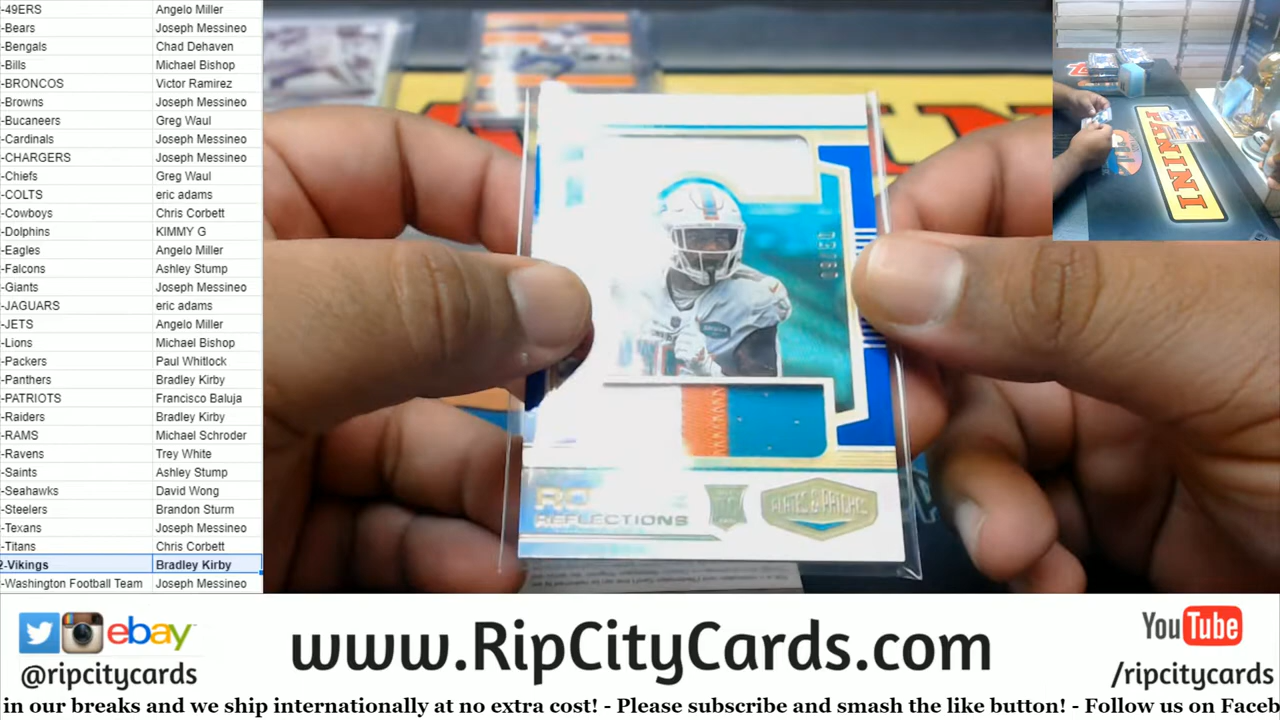 -49ERS Angelo Miller
-Bears Joseph Messineo
-Bengals Chad Dehaven
-Bills Michael Bishop
-BRONCOS Victor Ramirez
-Browns Joseph Messineo
-Bucaneers Greg Waul
-Cardinals Joseph Messineo
-CHARGERS Joseph Messineo
-Chiefs Greg Waul
-COLTS eric adams
-Cowboys Chris Corbett
-Dolphins KIMMY G
-Eagles Angelo Miller
-Falcons Ashley Stump
-Giants Joseph Messineo
-JAGUARS eric adams
-JETS Angelo Miller
-Lions Michael Bishop
-Packers Paul Whitlock
-Panthers Bradley Kirby
-PATRIOTS Francisco Baluja
-Raiders Bradley Kirby
-RAMS Michael Schroder
-Ravens Trey White
-Saints Ashley Stump
-Seahawks David Wong
-Steelers Brandon Sturm
-Texans Joseph Messineo
-Titans Chris Corbett
2-Vikings Bradley Kirby
-Washington Football Team Joseph Messineo
REFLECTIONS
PLATES & PATCHES
PANINI
ebay
@ripcitycards
www.RipCityCards.com
YouTube
/ripcitycards
in our breaks and we ship internationally at no extra cost! - Please subscribe and smash the like button! - Follow us on Faceb